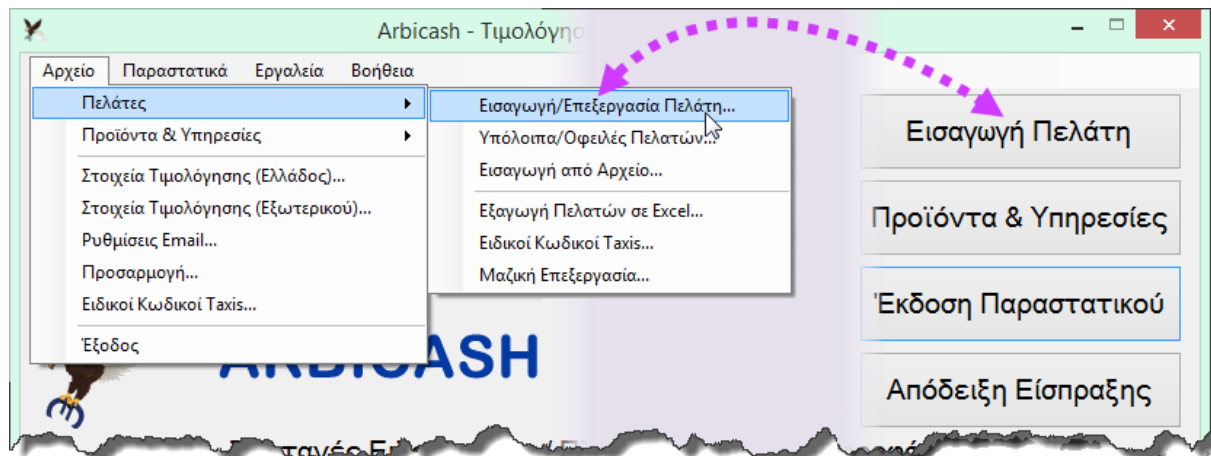 Arbicash - Τιμολόγησ
Αρχείο Παραστατικά Εργαλεία Βοήθεια
Πελάτες
Προϊόντα & Υπηρεσίες
Στοιχεία Τιμολόγησης (Ελλάδος)...
Στοιχεία Τιμολόγησης (Εξωτερικού)...
Ρυθμίσεις Email...
Προσαρμογή...
Ειδικοί Κωδικοί Taxis...
Έξοδος
Εισαγωγή/Επεξεργασία Πελάτη...
Υπόλοιπα/Οφειλές Πελατών...
Εισαγωγή από Αρχείο...
Εξαγωγή Πελατών σε Excel...
Ειδικοί Κωδικοί Taxis...
Μαζική Επεξεργασία...
Εισαγωγή Πελάτη
Προϊόντα & Υπηρεσίες
Έκδοση Παραστατικού
Απόδειξη Είσπραξης
ARBICASH